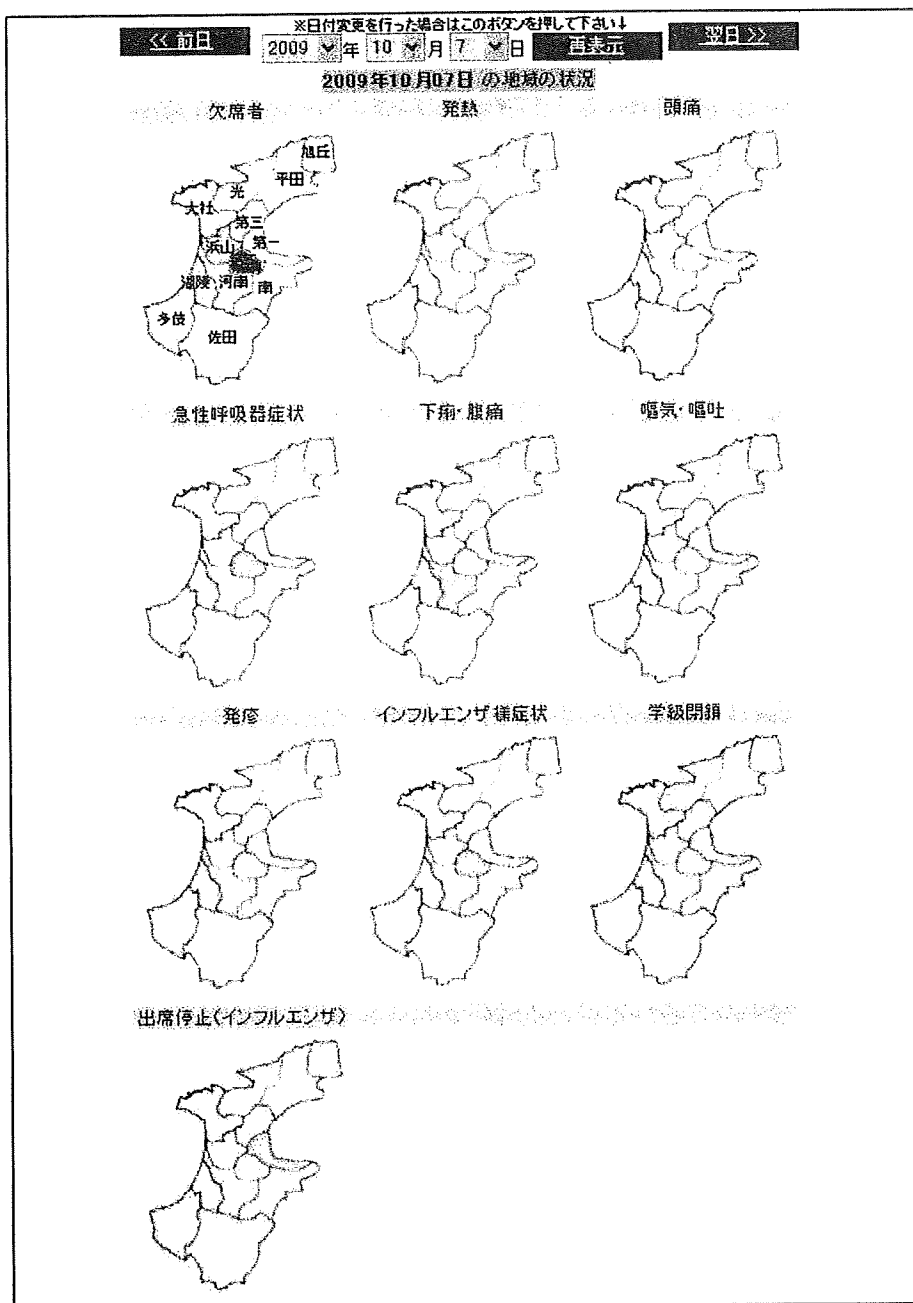 ※日付変更を行った場合はこのボタンを押して下さい↓
<< 前日 2009 年 10 月 7 日 再表示 翌日 >>
2009年10月07日 の地域の状況
欠席者 発熱 頭痛
旭丘
平田
光
大社
第三
浜山 第一
湖陵 河南 南
多伎
佐田
急性呼吸器症状 下痢・腹痛 嘔気・嘔吐
発疹 インフルエンザ様症状 学級閉鎖
出席停止(インフルエンザ)